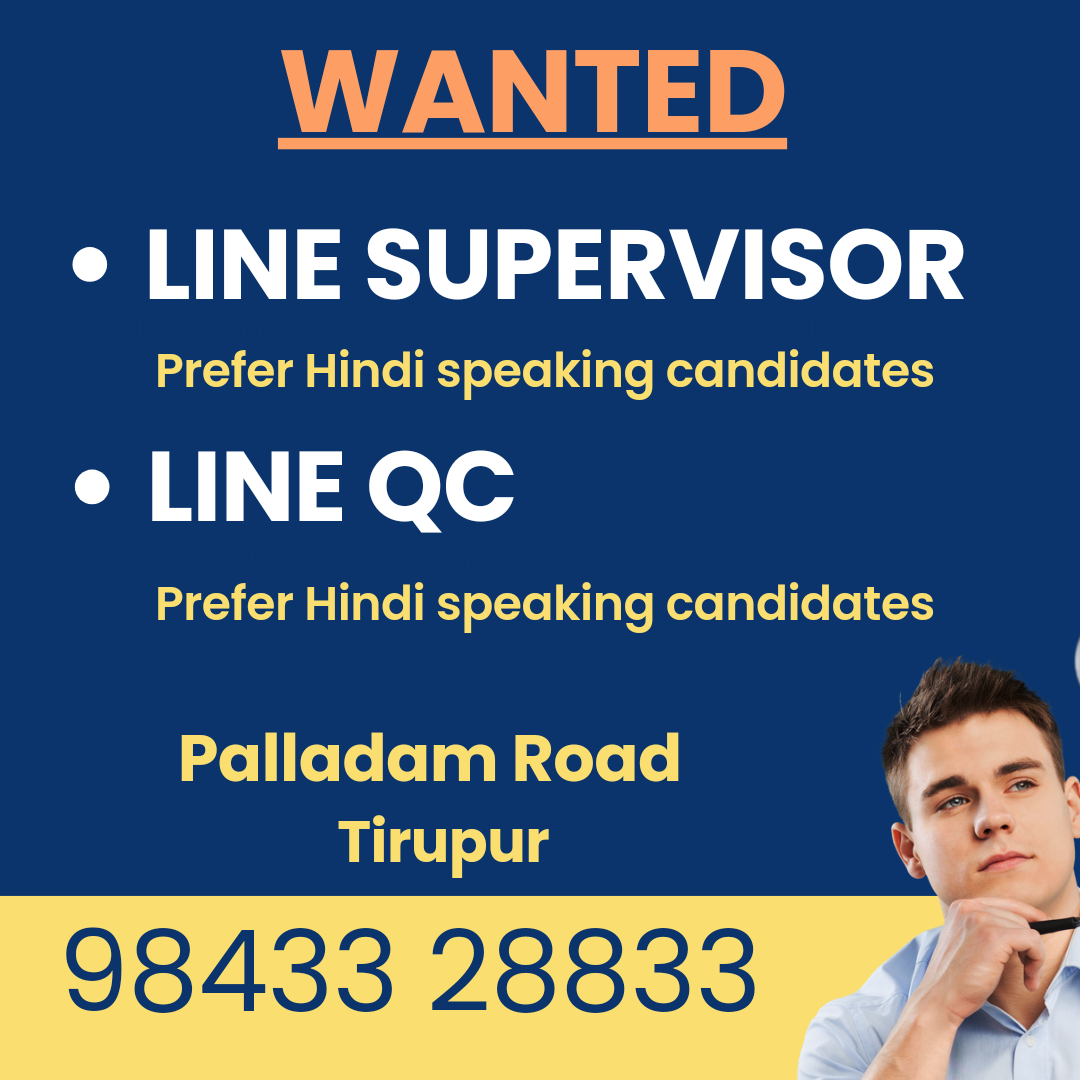 WANTED
• LINE SUPERVISOR
Prefer Hindi speaking candidates
• LINE QC
Prefer Hindi speaking candidates
Palladam Road
Tirupur
98433 28833